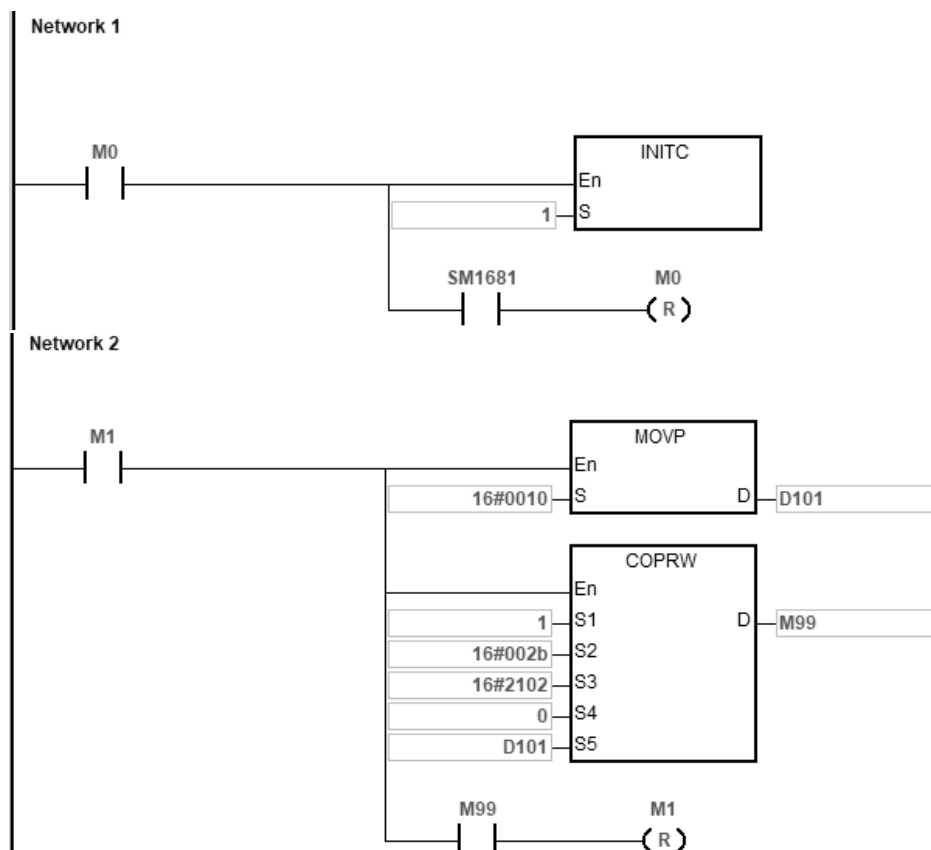 Network 1
M0
INITC
En
1 S
SM1681 M0
R
Network 2
M1
MOVP
En
16#0010 S D D101
COPRW
En
1 S1 D M99
16#002b S2
16#2102 S3
0 S4
D101 S5
M99 M1
R